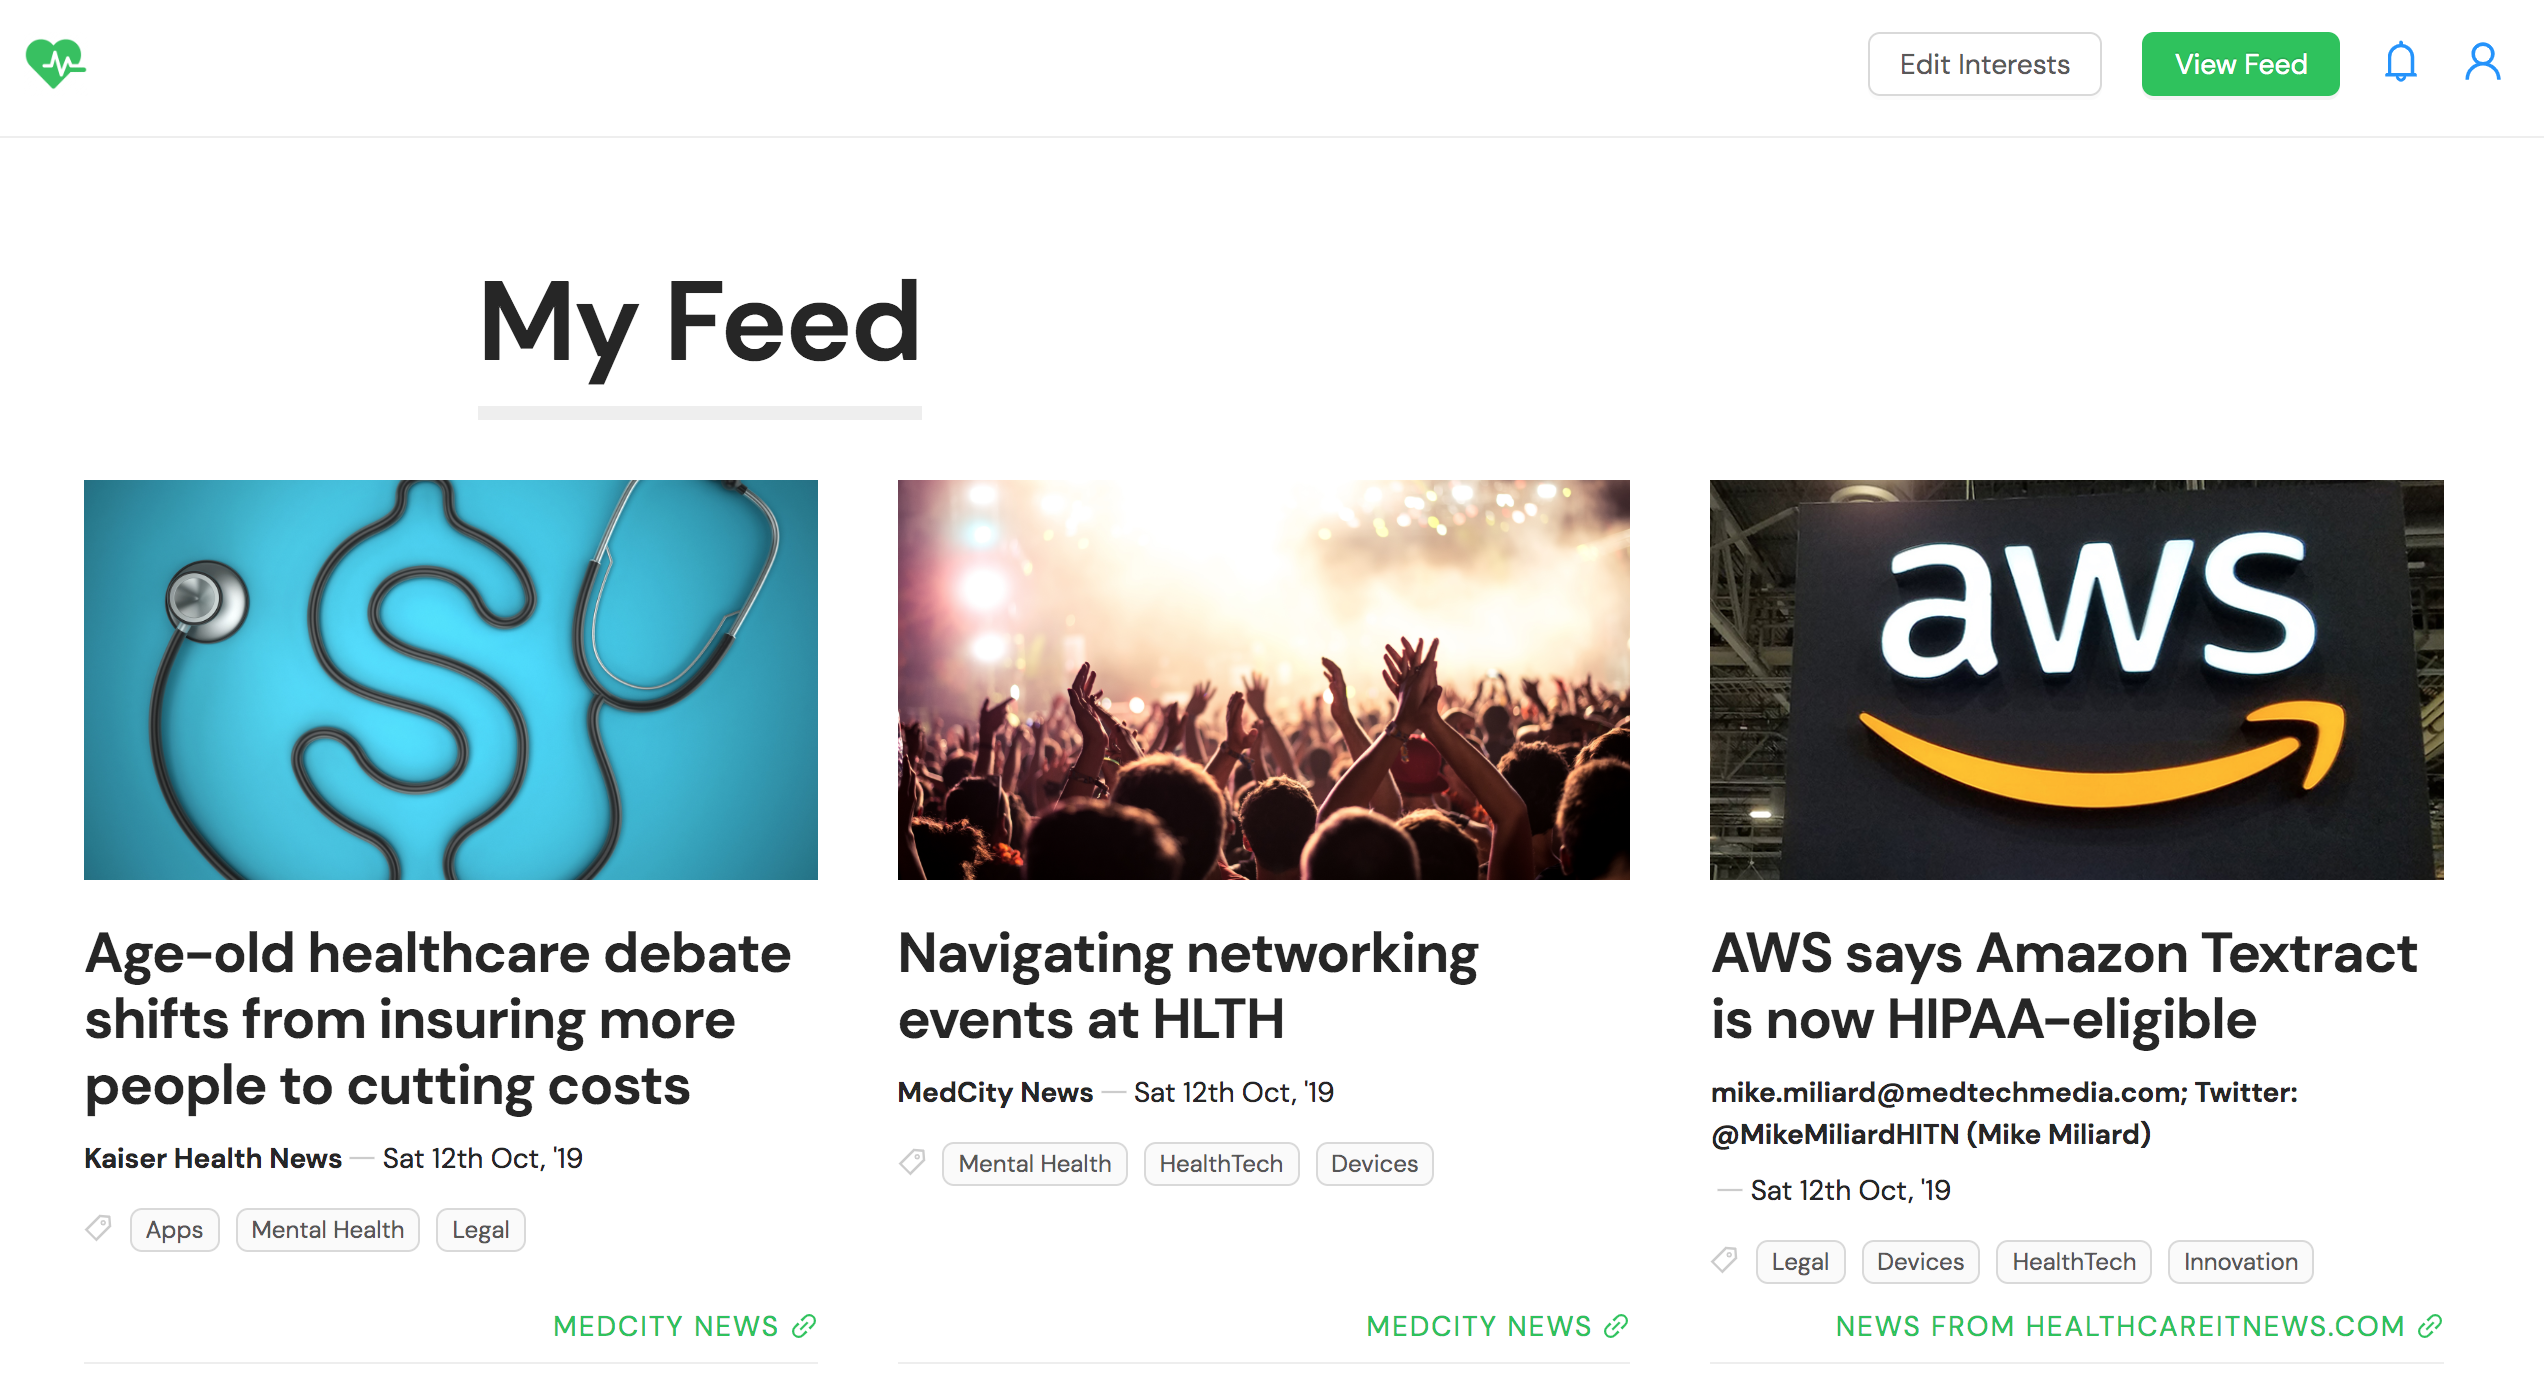 Edit Interests
View Feed
My Feed
aws
Age-old healthcare debate
shifts from insuring more
people to cutting costs
Kaiser Health News — Sat 12th Oct, '19
Apps Mental Health Legal
MEDCITY NEWS
Navigating networking
events at HLTH
MedCity News — Sat 12th Oct, '19
Mental Health HealthTech Devices
MEDCITY NEWS
AWS says Amazon Textract
is now HIPAA-eligible
mike.miliard@medtechmedia.com; Twitter:
@MikeMiliardHITN (Mike Miliard)
— Sat 12th Oct, '19
Legal Devices HealthTech Innovation
NEWS FROM HEALTHCAREITNEWS.COM